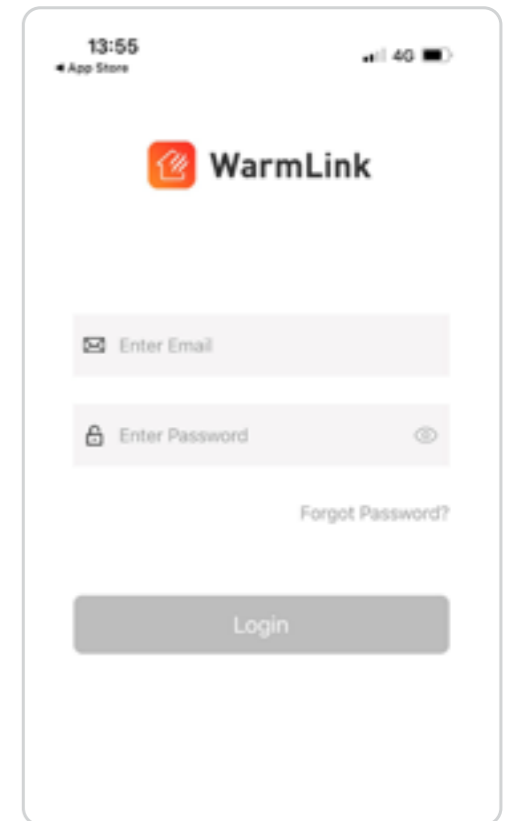 13:55
4G
◀ App Store
WarmLink
Enter Email
Enter Password
Forgot Password?
Login